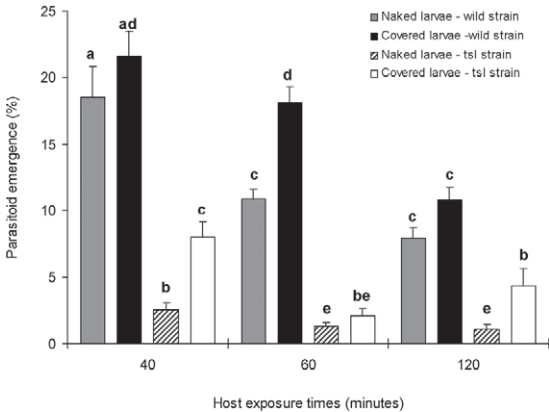 Naked larvae - wild strain
Covered larvae -wild strain
Naked larvae - tsl strain
Covered larvae - tsl strain
Parasitoid emergence (%)
25
20
15
10
5
0
a
ad
b
c
c
d
e
be
c
c
e
b
40
60
120
Host exposure times (minutes)